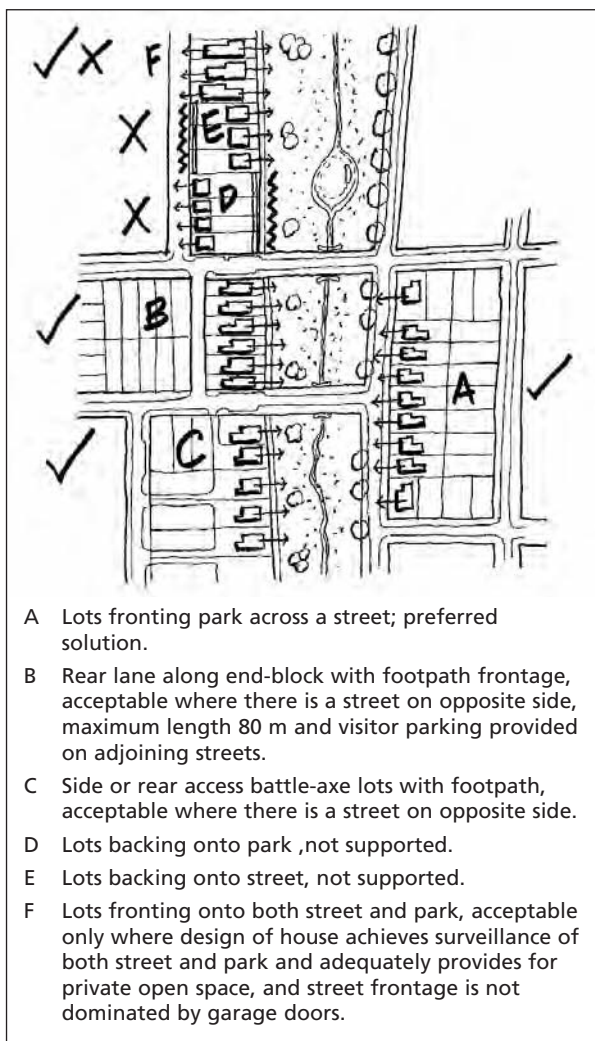 F
E
D
B
A
C
A Lots fronting park across a street; preferred
solution.
B Rear lane along end-block with footpath frontage,
acceptable where there is a street on opposite side,
maximum length 80 m and visitor parking provided
on adjoining streets.
C Side or rear access battle-axe lots with footpath,
acceptable where there is a street on opposite side.
D Lots backing onto park ,not supported.
E Lots backing onto street, not supported.
F Lots fronting onto both street and park, acceptable
only where design of house achieves surveillance of
both street and park and adequately provides for
private open space, and street frontage is not
dominated by garage doors.